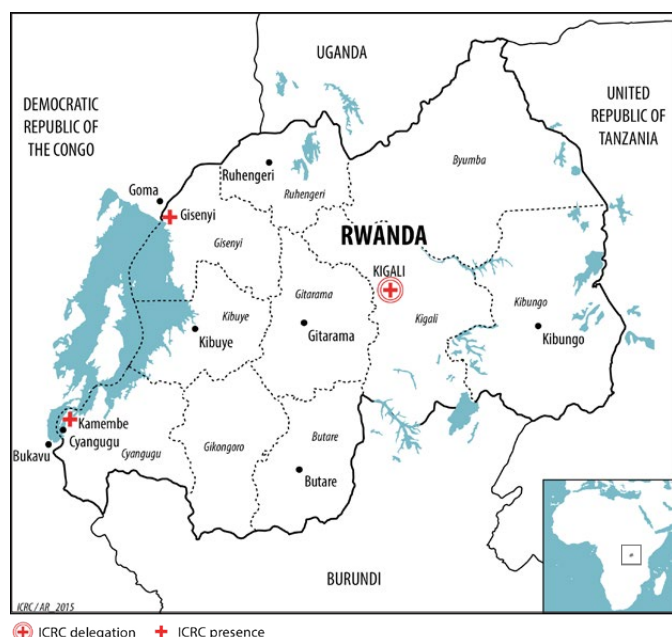 UGANDA
DEMOCRATIC
REPUBLIC OF
THE CONGO
UNITED
REPUBLIC OF
TANZANIA
Byumba
Ruhengeri
Ruhengeri
Goma
Gisenyi
Gisenyi
RWANDA
KIGALI
Gitarama
Kibungo
Kibuye
Kigali
Gitarama
Kibungo
Kibuye
Kamembe
Cyangugu
Bukavu
Cyangugu
Gikongoro
Butare
Butare
BURUNDI
ICRC / AR_2015
ICRC delegation ICRC presence